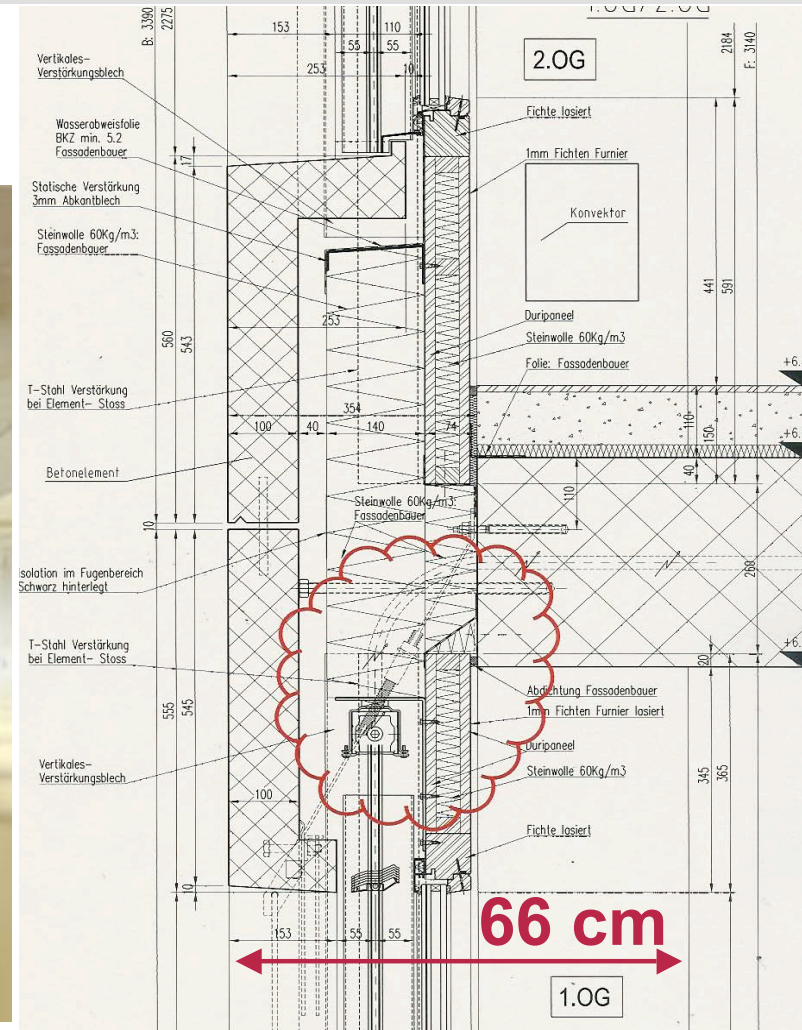 1.OG/2.OG
B: 3390
2275
153
110
55
55
253
10
2184
F: 3140
2.OG
Vertikales-
Verstärkungsblech
Wasserabweisfolie
BKZ min. 5.2
Fassadenbauer
17
Statische Verstärkung
3mm Abkantblech
Steinwolle 60Kg/m3:
Fassadenbauer
Fichte lasiert
1mm Fichten Furnier
Konvektor
441
591
560
543
253
Duripaneel
Steinwolle 60Kg/m3
Folie: Fassadenbauer
T-Stahl Verstärkung
bei Element- Stoss
354
100
40
140
74
110
150
+6.
+6.
Betonelement
40
Steinwolle 60Kg/m3:
Fassadenbauer
110
10
268
Isolation im Fugenbereich
Schwarz hinterlegt
T-Stahl Verstärkung
bei Element- Stoss
+6.
20
Abdichtung Fassadenbauer
1mm Fichten Furnier lasiert
555
545
Duripaneel
Steinwolle 60Kg/m3
345
365
Vertikales-
Verstärkungsblech
100
Fichte lasiert
10
66 cm
153
55
55
1.OG